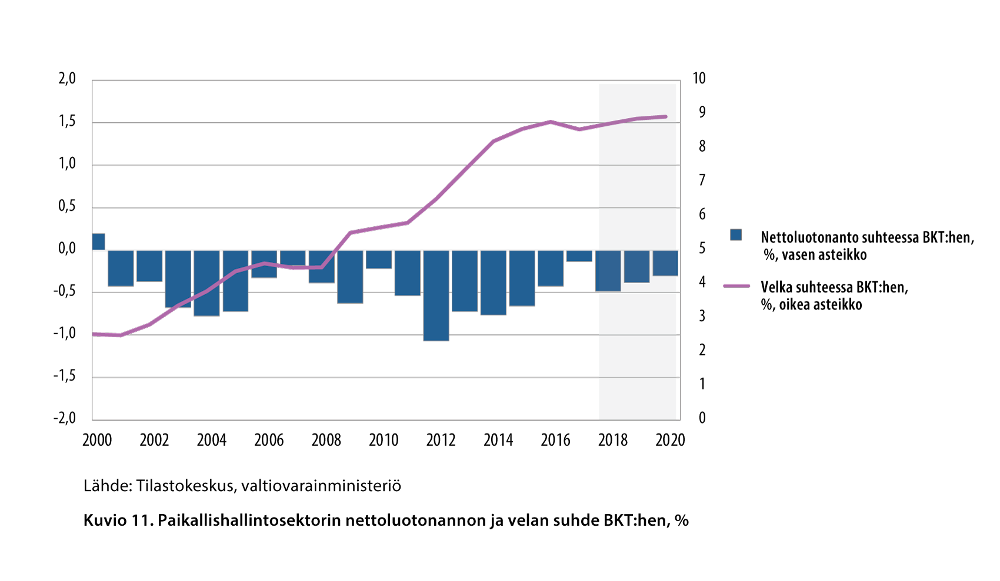 2,0
1,5
1,0
0,5
0,0
-0,5
-1,0
-1,5
-2,0
10
9
8
7
6
5
4
3
2
1
0
2000 2002 2004 2006 2008 2010 2012 2014 2016 2018 2020
Nettoluotonanto suhteessa BKT:hen,
%, vasen asteikko
Velka suhteessa BKT:hen,
%, oikea asteikko
Lähde: Tilastokeskus, valtiovarainministeriö
Kuvio 11. Paikallishallintosektorin nettoluotonannon ja velan suhde BKT:hen, %